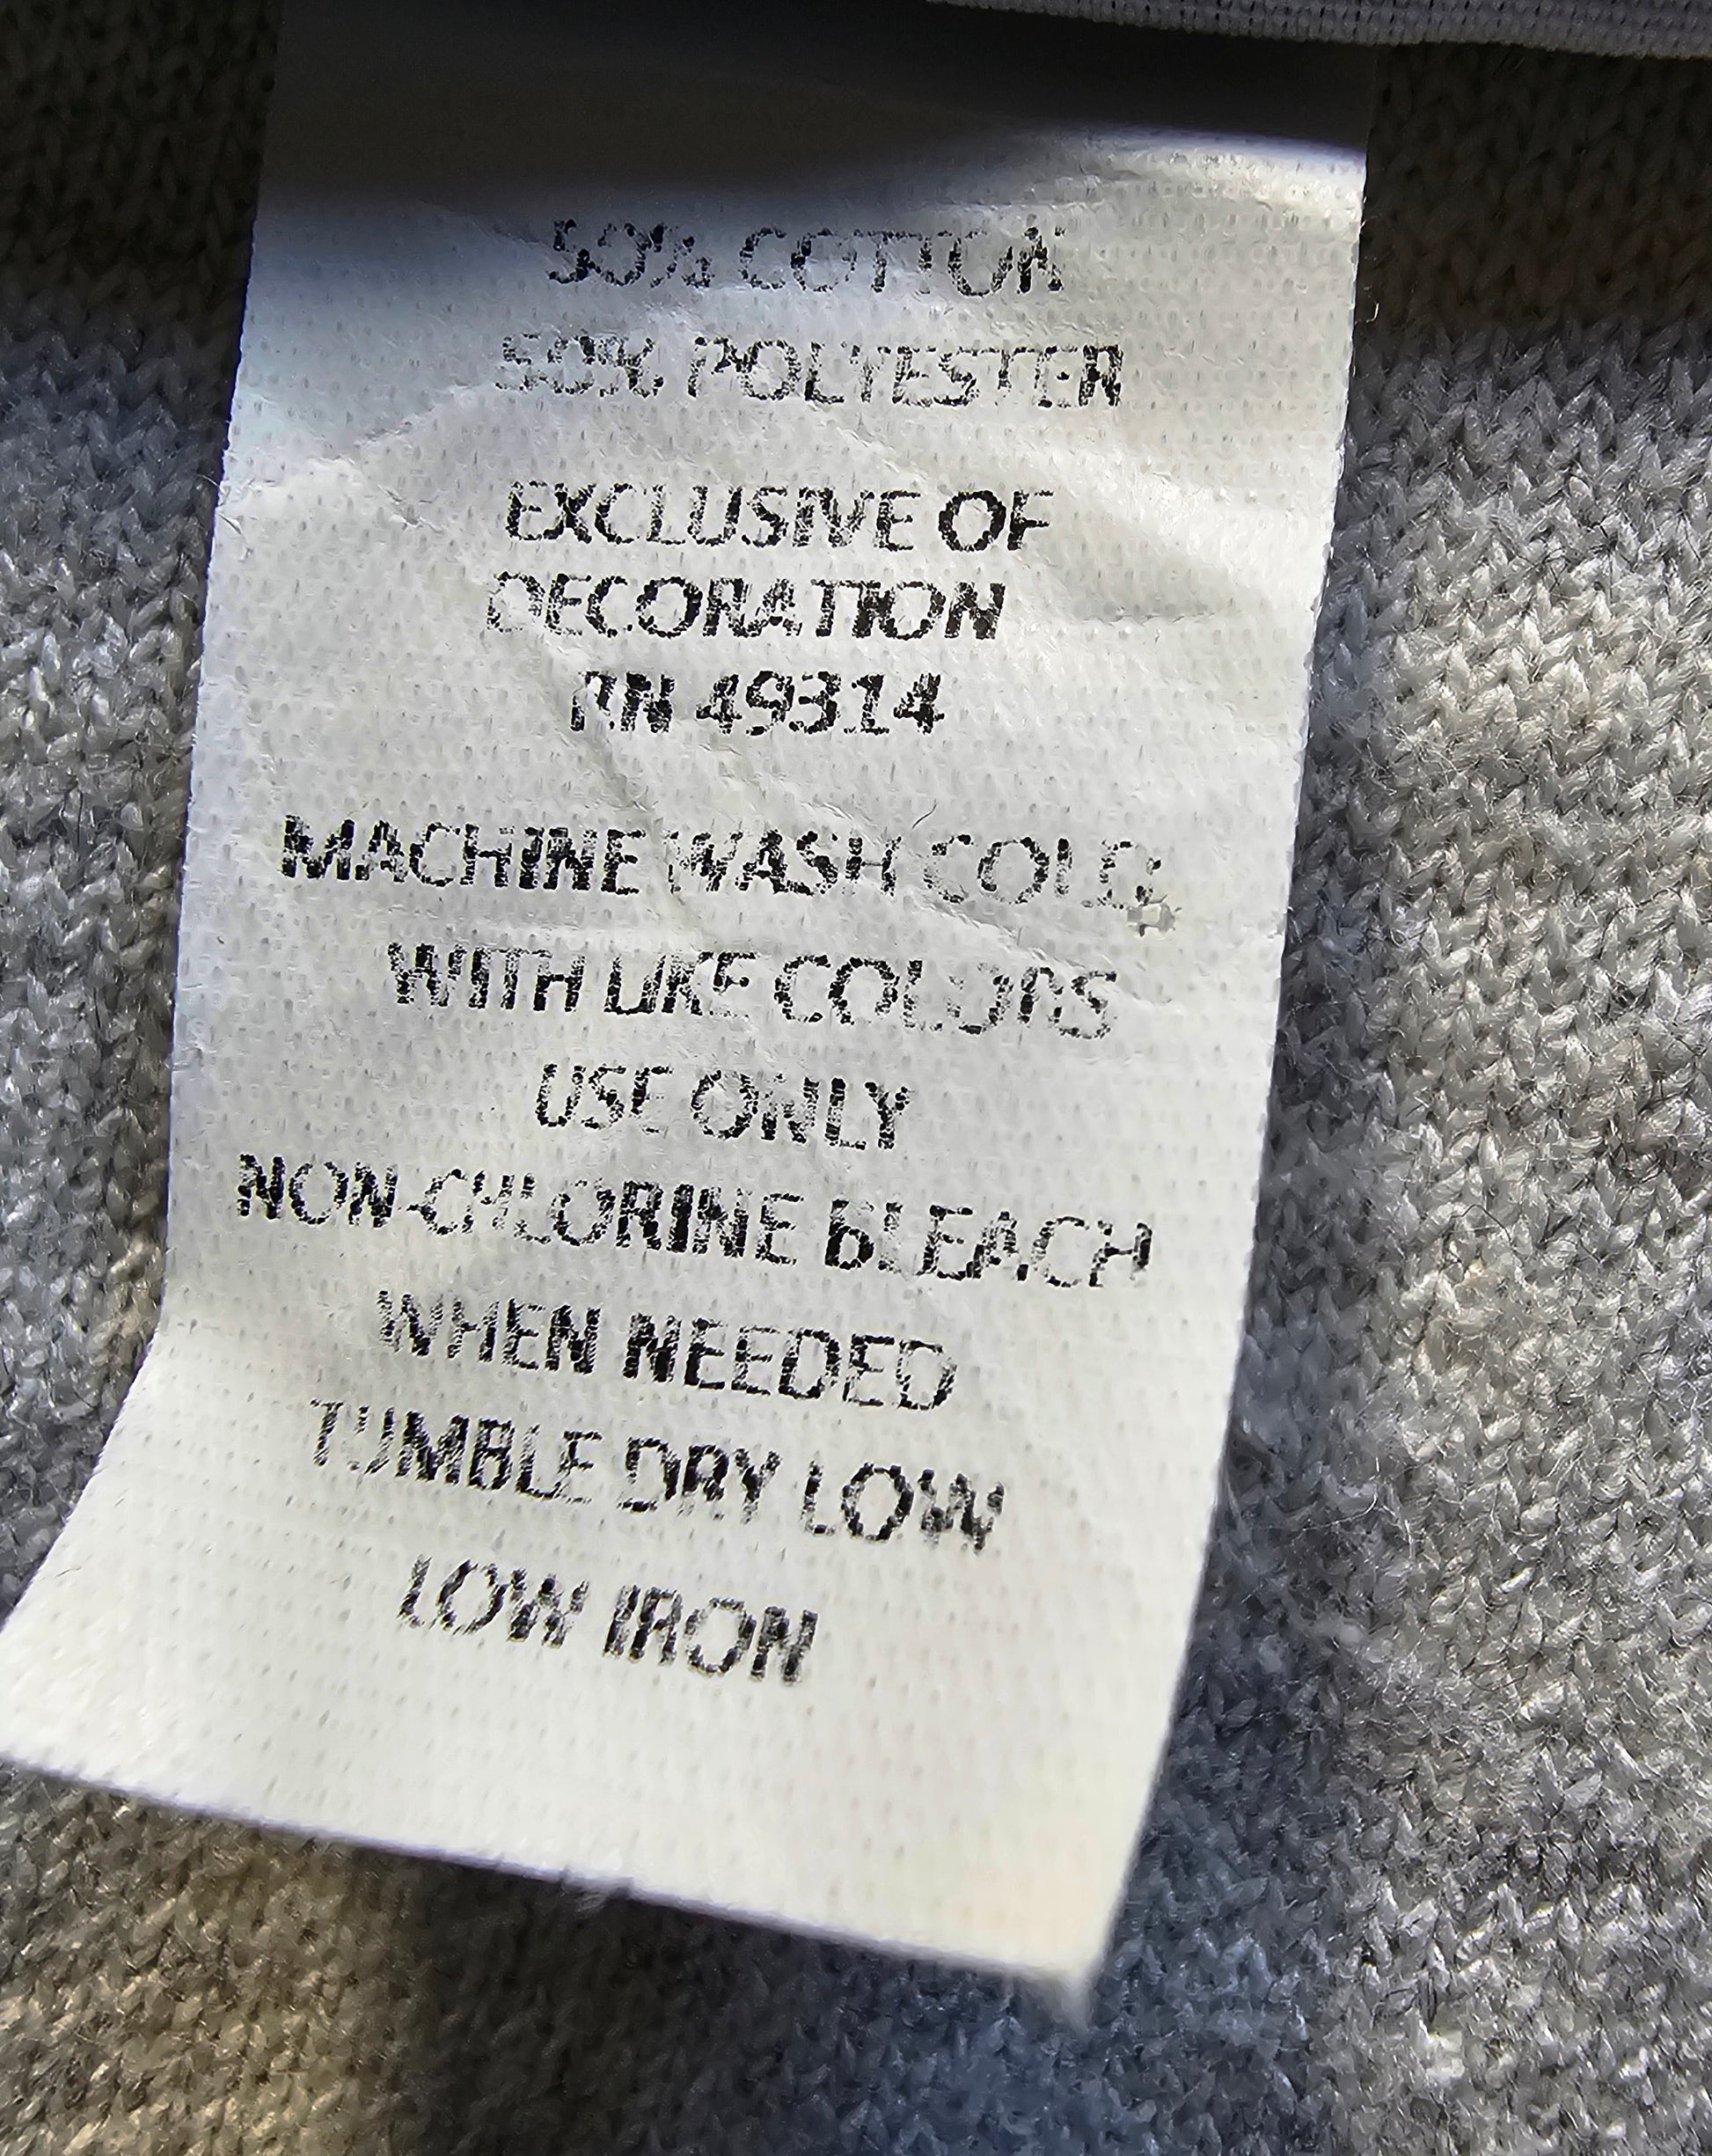 50% COTTON
50% POLYESTER
EXCLUSIVE OF
DECORATION
RN 49314
MACHINE WASH COLD
WITH LIKE COLORS
USE ONLY
NON-CHLORINE BLEACH
WHEN NEEDED
TUMBLE DRY LOW
LOW IRON